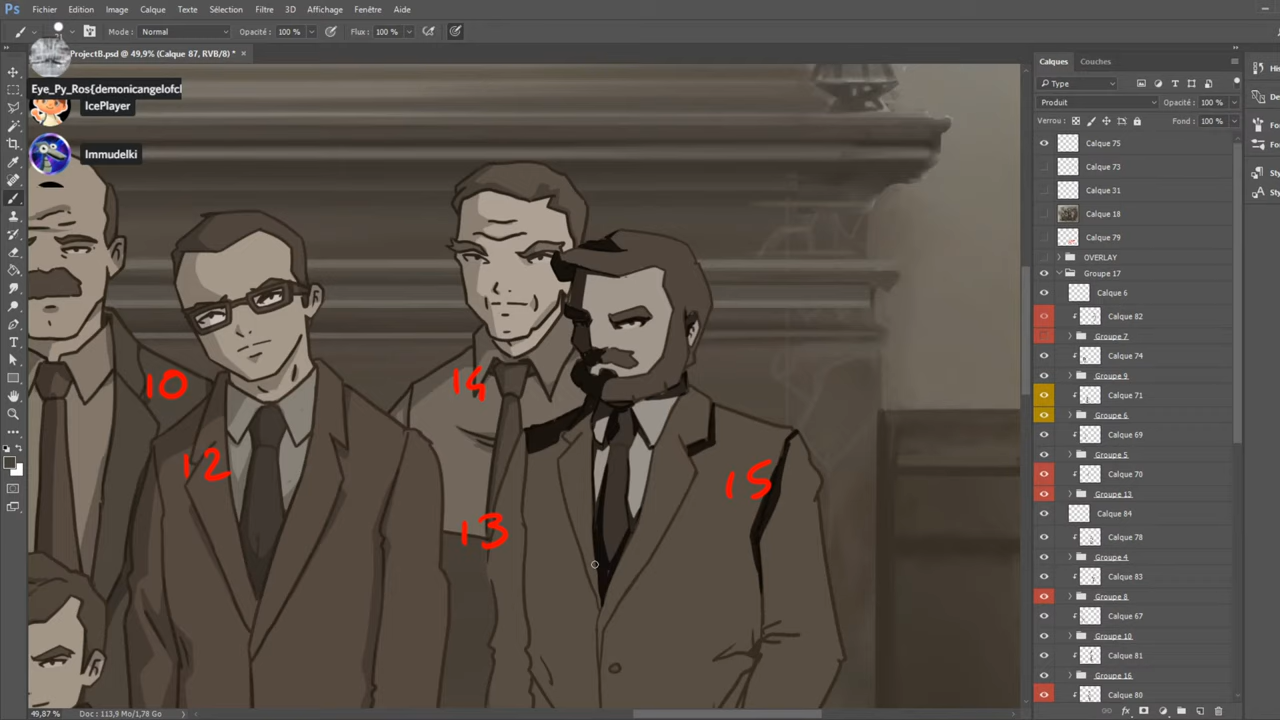 Ps Fichier Edition Image Calque Texte Sélection Filtre 3D Affichage Fenêtre Aide
Mode : Normal Opacité : 100 % Flux : 100 %
ProjectB.psd @ 49,9% (Calque 87, RVB/8) * ×
Eye_Py_Ros{demonicangelofcl
IcePlayer
Immudelki
10
12
14
13
15
Calques Couches
Type
Produit Opacité : 100 %
Verrou : Fond : 100 %
Calque 75
Calque 73
Calque 31
Calque 18
Calque 79
OVERLAY
Groupe 17
Calque 6
Calque 82
Groupe 7
Calque 74
Groupe 9
Calque 71
Groupe 6
Calque 69
Groupe 5
Calque 70
Groupe 13
Calque 84
Calque 78
Groupe 4
Calque 83
Groupe 8
Calque 67
Groupe 10
Calque 81
Groupe 16
Calque 80
49,87 % Doc : 113,9 Mo/1,78 Go